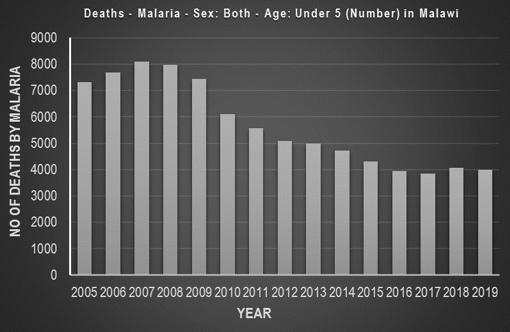 Deaths - Malaria - Sex: Both - Age: Under 5 (Number) in Malawi
9000
8000
7000
6000
5000
4000
3000
2000
1000
0
NO OF DEATHS BY MALARIA
2005 2006 2007 2008 2009 2010 2011 2012 2013 2014 2015 2016 2017 2018 2019
YEAR